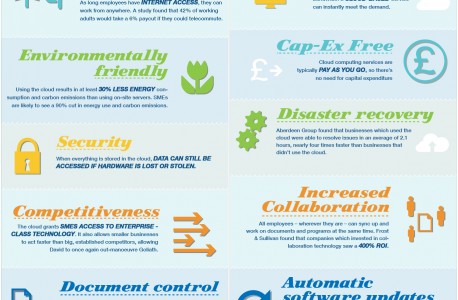 As long employees have INTERNET ACCESS, they can
work from anywhere. A study found that 42% of working
adults would take a 6% payout if they could telecommute.
can instantly meet the demand.
Environmentally
friendly
Using the cloud results in at least 30% LESS ENERGY con-
sumption and carbon emissions than using on-site servers. SMEs
are likely to see a 90% cut in energy use and carbon emissions.
Cap-Ex Free
Cloud computing services are
typically PAY AS YOU GO, so there's
no need for capital expenditure
£
£
Security
When everything is stored in the cloud, DATA CAN STILL BE
ACCESSED IF HARDWARE IS LOST OR STOLEN.
Disaster recovery
Aberdeen Group found that businesses which used the
cloud were able to resolve issues in an average of 2.1
hours, nearly four times faster than businesses that
didn't use the cloud.
Competitiveness
The cloud grants SMES ACCESS TO ENTERPRISE -
CLASS TECHNOLOGY. It also allows smaller businesses
to act faster than big, established competitors, allowing
David to once again out-manoeuvre Goliath.
Increased
Collaboration
All employees – wherever they are – can sync up and
work on documents and programs at the same time. Frost
& Sullivan found that companies which invested in col-
laboration technology saw a 400% ROI.
Document control
Automatic
software updates